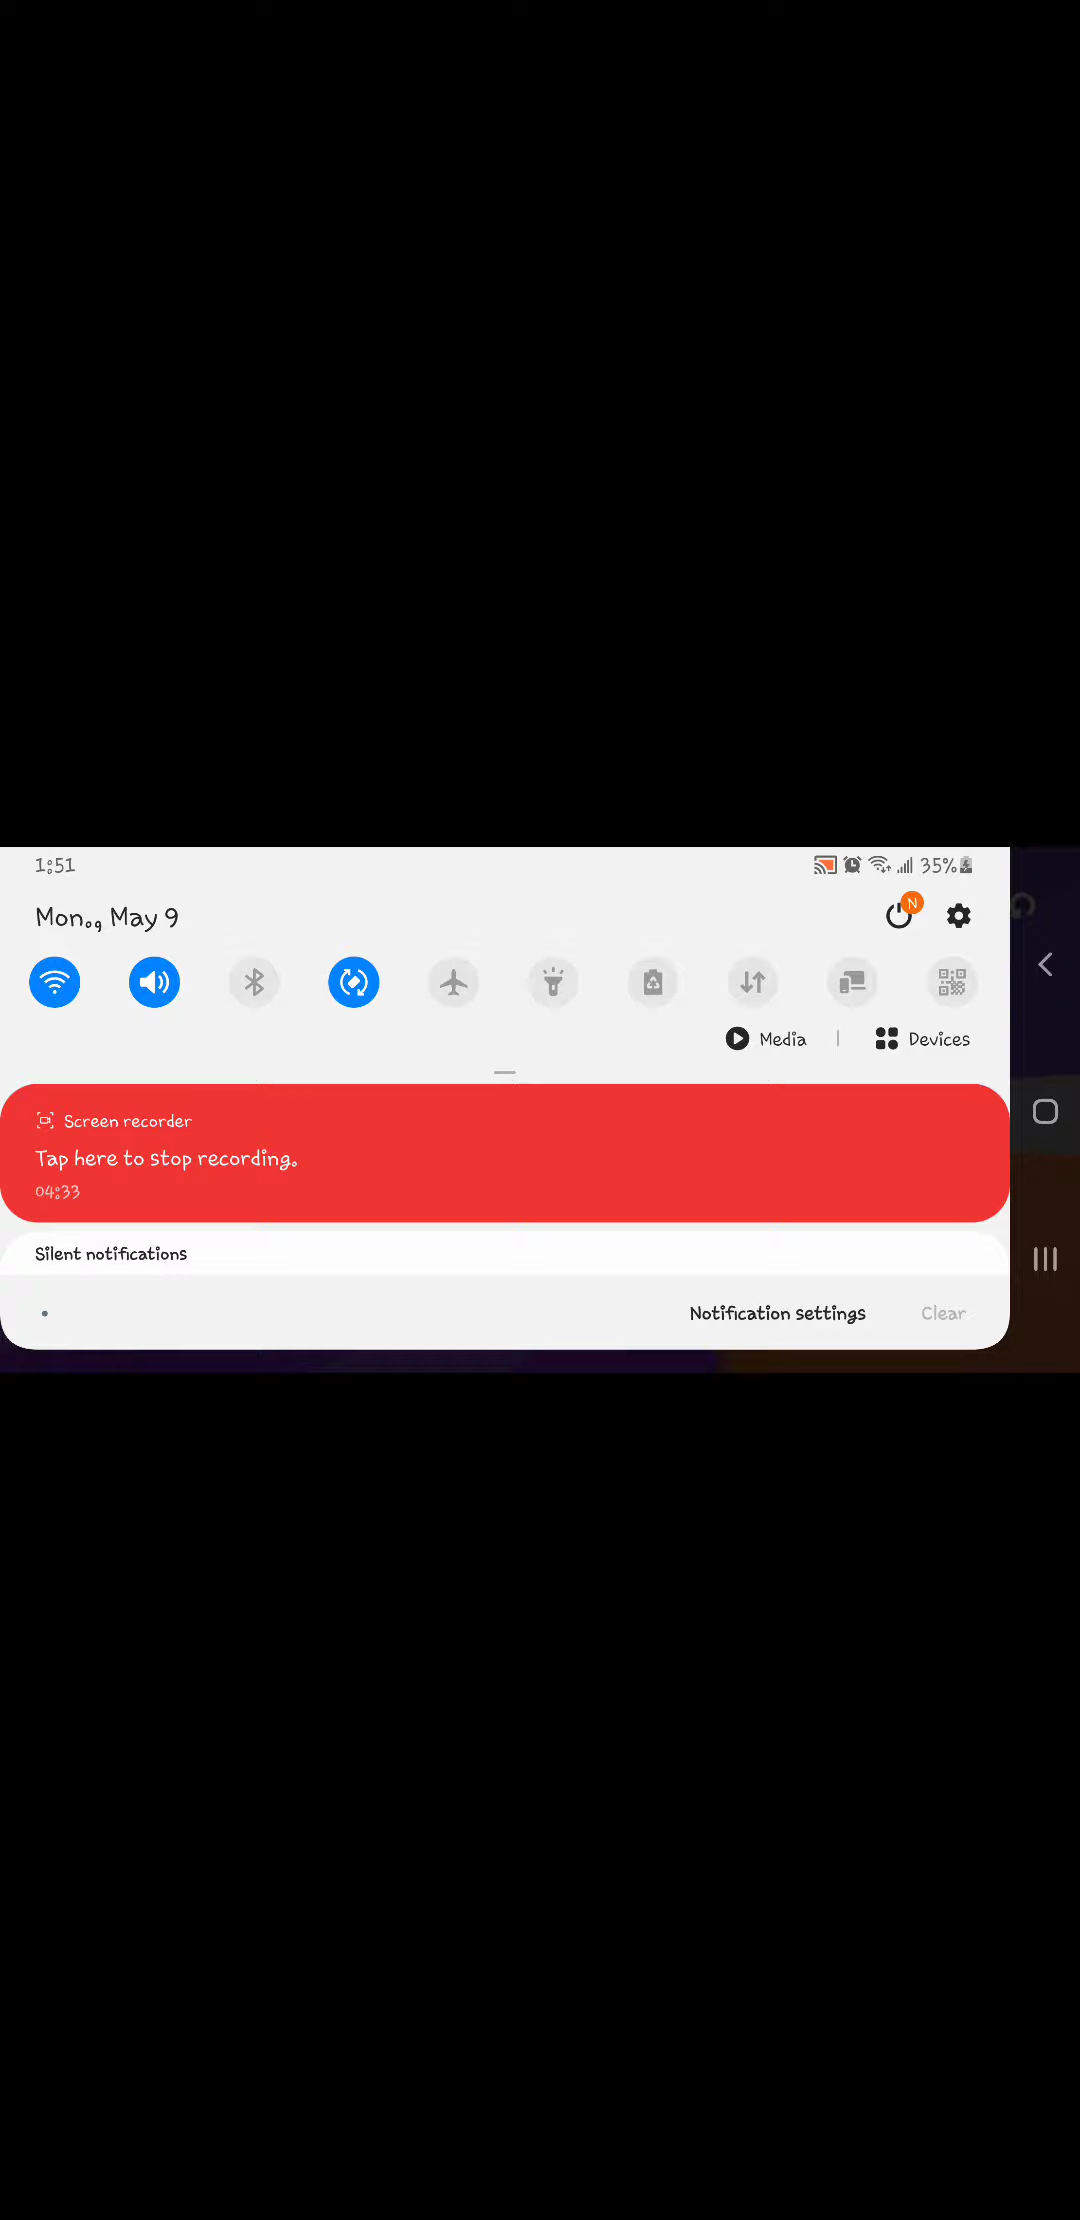 1:51
35%
Mon., May 9
N
Media | Devices
Screen recorder
Tap here to stop recording.
04:33
Silent notifications
Notification settings Clear